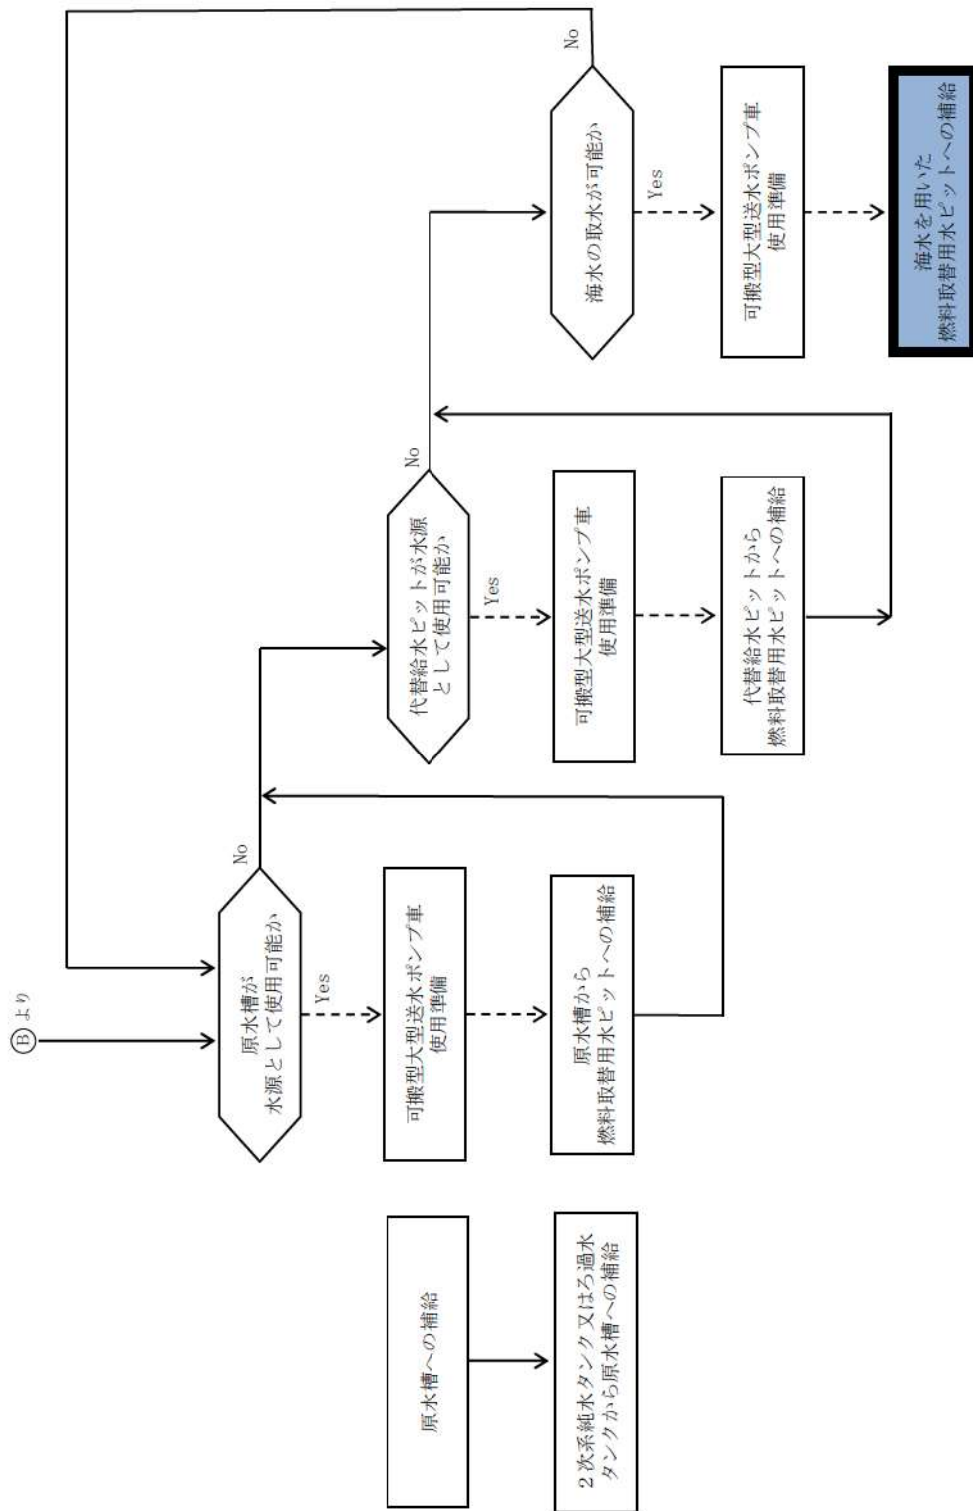 Ⓑより
原水槽が
水源として使用可能か
No
Yes
可搬型大型送水ポンプ車
使用準備
原水槽から
燃料取替用水ピットへの補給
原水槽への補給
2次系純水タンク又はろ過水
タンクから原水槽への補給
代替給水ピットが水源
として使用可能か
No
Yes
可搬型大型送水ポンプ車
使用準備
代替給水ピットから
燃料取替用水ピットへの補給
海水の取水が可能か
No
Yes
可搬型大型送水ポンプ車
使用準備
海水を用いた
燃料取替用水ピットへの補給